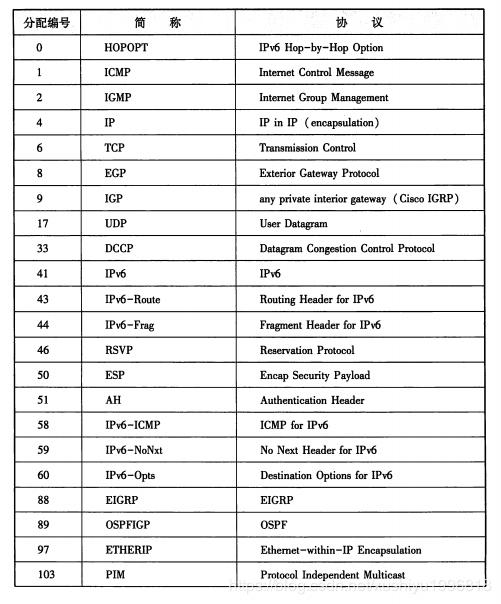 分配编号 简 称 协 议
0 HOPOPT IPv6 Hop-by-Hop Option
1 ICMP Internet Control Message
2 IGMP Internet Group Management
4 IP IP in IP (encapsulation)
6 TCP Transmission Control
8 EGP Exterior Gateway Protocol
9 IGP any private interior gateway (Cisco IGRP)
17 UDP User Datagram
33 DCCP Datagram Congestion Control Protocol
41 IPv6 IPv6
43 IPv6-Route Routing Header for IPv6
44 IPv6-Frag Fragment Header for IPv6
46 RSVP Reservation Protocol
50 ESP Encap Security Payload
51 AH Authentication Header
58 IPv6-ICMP ICMP for IPv6
59 IPv6-NoNxt No Next Header for IPv6
60 IPv6-Opts Destination Options for IPv6
88 EIGRP EIGRP
89 OSPFIGP OSPF
97 ETHERIP Ethernet-within-IP Encapsulation
103 PIM Protocol Independent Multicast